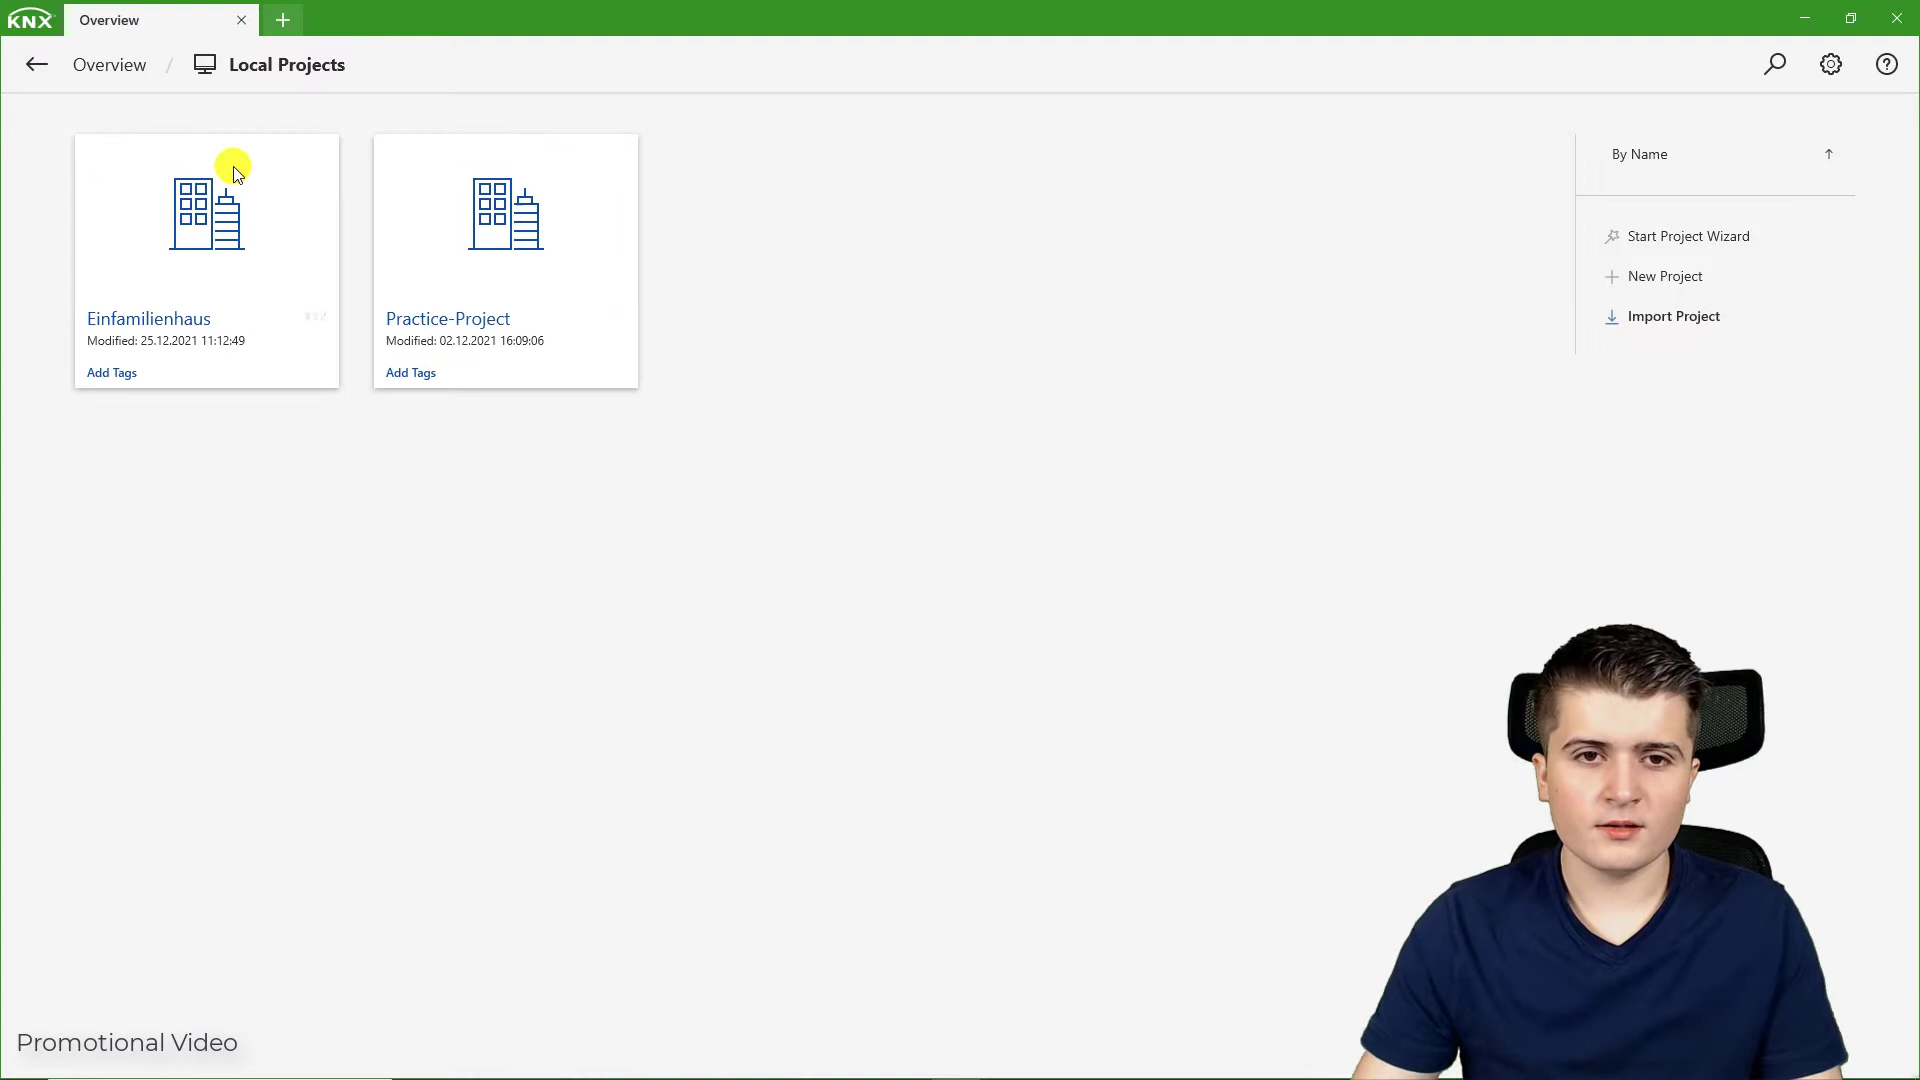 KNX
Overview
Overview / Local Projects
By Name
Start Project Wizard
New Project
Import Project
Einfamilienhaus
Modified: 25.12.2021 11:12:49
Add Tags
Practice-Project
Modified: 02.12.2021 16:09:06
Add Tags
Promotional Video